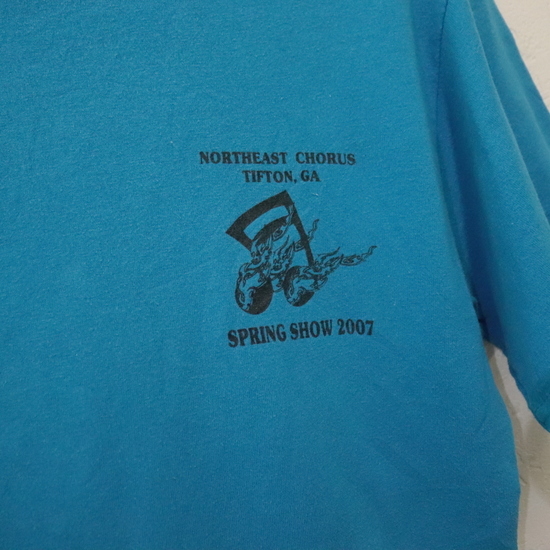 NORTHEAST CHORUS
TIFTON, GA
SPRING SHOW 2007